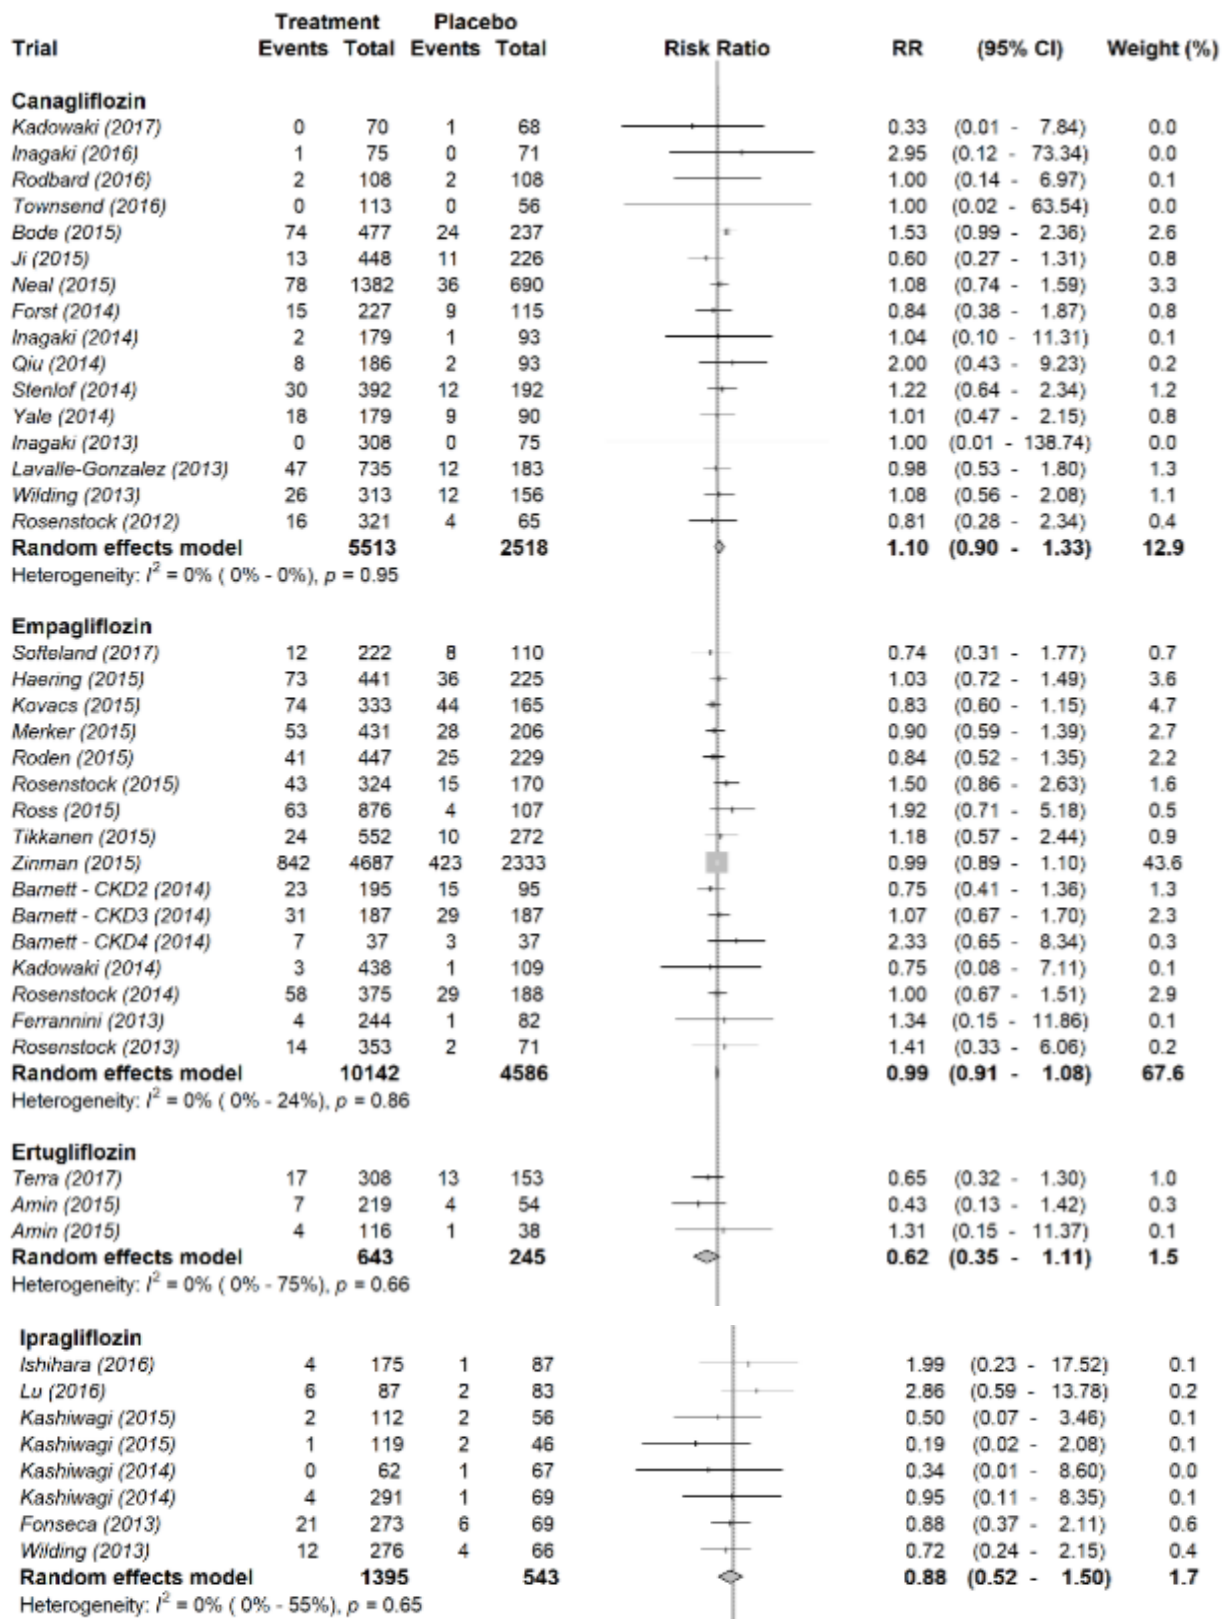 Treatment Placebo
Trial Events Total Events Total Risk Ratio RR (95% CI) Weight (%)
Canagliflozin
Kadowaki (2017) 0 70 1 68 0.33 (0.01 - 7.84) 0.0
Inagaki (2016) 1 75 0 71 2.95 (0.12 - 73.34) 0.0
Rodbard (2016) 2 108 2 108 1.00 (0.14 - 6.97) 0.1
Townsend (2016) 0 113 0 56 1.00 (0.02 - 63.54) 0.0
Bode (2015) 74 477 24 237 1.53 (0.99 - 2.36) 2.6
Ji (2015) 13 448 11 226 0.60 (0.27 - 1.31) 0.8
Neal (2015) 78 1382 36 690 1.08 (0.74 - 1.59) 3.3
Forst (2014) 15 227 9 115 0.84 (0.38 - 1.87) 0.8
Inagaki (2014) 2 179 1 93 1.04 (0.10 - 11.31) 0.1
Qiu (2014) 8 186 2 93 2.00 (0.43 - 9.23) 0.2
Stenlof (2014) 30 392 12 192 1.22 (0.64 - 2.34) 1.2
Yale (2014) 18 179 9 90 1.01 (0.47 - 2.15) 0.8
Inagaki (2013) 0 308 0 75 1.00 (0.01 - 138.74) 0.0
Lavalle-Gonzalez (2013) 47 735 12 183 0.98 (0.53 - 1.80) 1.3
Wilding (2013) 26 313 12 156 1.08 (0.56 - 2.08) 1.1
Rosenstock (2012) 16 321 4 65 0.81 (0.28 - 2.34) 0.4
Random effects model 5513 2518 1.10 (0.90 - 1.33) 12.9
Heterogeneity: I² = 0% ( 0% - 0%), p = 0.95
Empagliflozin
Softeland (2017) 12 222 8 110 0.74 (0.31 - 1.77) 0.7
Haering (2015) 73 441 36 225 1.03 (0.72 - 1.49) 3.6
Kovacs (2015) 74 333 44 165 0.83 (0.60 - 1.15) 4.7
Merker (2015) 53 431 28 206 0.90 (0.59 - 1.39) 2.7
Roden (2015) 41 447 25 229 0.84 (0.52 - 1.35) 2.2
Rosenstock (2015) 43 324 15 170 1.50 (0.86 - 2.63) 1.6
Ross (2015) 63 876 4 107 1.92 (0.71 - 5.18) 0.5
Tikkanen (2015) 24 552 10 272 1.18 (0.57 - 2.44) 0.9
Zinman (2015) 842 4687 423 2333 0.99 (0.89 - 1.10) 43.6
Barnett - CKD2 (2014) 23 195 15 95 0.75 (0.41 - 1.36) 1.3
Barnett - CKD3 (2014) 31 187 29 187 1.07 (0.67 - 1.70) 2.3
Barnett - CKD4 (2014) 7 37 3 37 2.33 (0.65 - 8.34) 0.3
Kadowaki (2014) 3 438 1 109 0.75 (0.08 - 7.11) 0.1
Rosenstock (2014) 58 375 29 188 1.00 (0.67 - 1.51) 2.9
Ferrannini (2013) 4 244 1 82 1.34 (0.15 - 11.86) 0.1
Rosenstock (2013) 14 353 2 71 1.41 (0.33 - 6.06) 0.2
Random effects model 10142 4586 0.99 (0.91 - 1.08) 67.6
Heterogeneity: I² = 0% ( 0% - 24%), p = 0.86
Ertugliflozin
Terra (2017) 17 308 13 153 0.65 (0.32 - 1.30) 1.0
Amin (2015) 7 219 4 54 0.43 (0.13 - 1.42) 0.3
Amin (2015) 4 116 1 38 1.31 (0.15 - 11.37) 0.1
Random effects model 643 245 0.62 (0.35 - 1.11) 1.5
Heterogeneity: I² = 0% ( 0% - 75%), p = 0.66
Ipragliflozin
Ishihara (2016) 4 175 1 87 1.99 (0.23 - 17.52) 0.1
Lu (2016) 6 87 2 83 2.86 (0.59 - 13.78) 0.2
Kashiwagi (2015) 2 112 2 56 0.50 (0.07 - 3.46) 0.1
Kashiwagi (2015) 1 119 2 46 0.19 (0.02 - 2.08) 0.1
Kashiwagi (2014) 0 62 1 67 0.34 (0.01 - 8.60) 0.0
Kashiwagi (2014) 4 291 1 69 0.95 (0.11 - 8.35) 0.1
Fonseca (2013) 21 273 6 69 0.88 (0.37 - 2.11) 0.6
Wilding (2013) 12 276 4 66 0.72 (0.24 - 2.15) 0.4
Random effects model 1395 543 0.88 (0.52 - 1.50) 1.7
Heterogeneity: I² = 0% ( 0% - 55%), p = 0.65